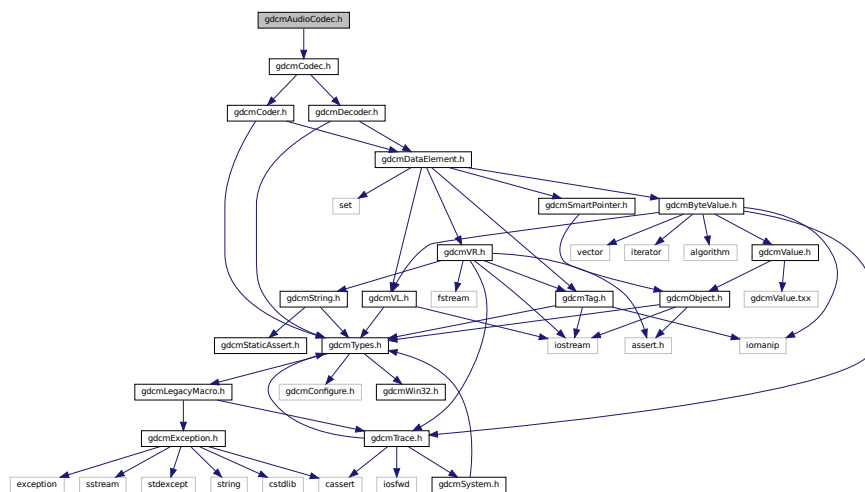 gdcmAudioCodec.h
gdcmCodec.h
gdcmCoder.h
gdcmDecoder.h
gdcmDataElement.h
set
gdcmSmartPointer.h
gdcmByteValue.h
gdcmVR.h
vector
iterator
algorithm
gdcmValue.h
gdcmString.h
gdcmVL.h
fstream
gdcmTag.h
gdcmObject.h
gdcmValue.txx
gdcmStaticAssert.h
gdcmTypes.h
iostream
assert.h
iomanip
gdcmLegacyMacro.h
gdcmConfigure.h
gdcmWin32.h
gdcmException.h
gdcmTrace.h
exception
sstream
stdexcept
string
cstdlib
cassert
iosfwd
gdcmSystem.h